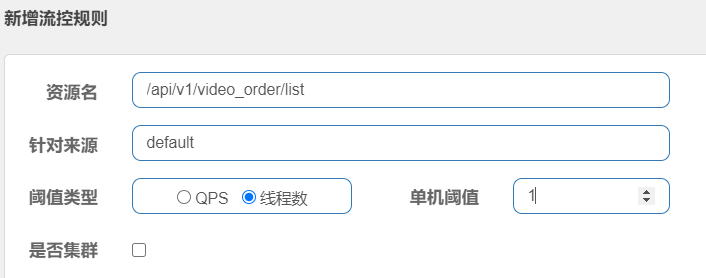 新增流控规则
资源名 /api/v1/video_order/list
针对来源 default
阈值类型 QPS 线程数 单机阈值 1
是否集群